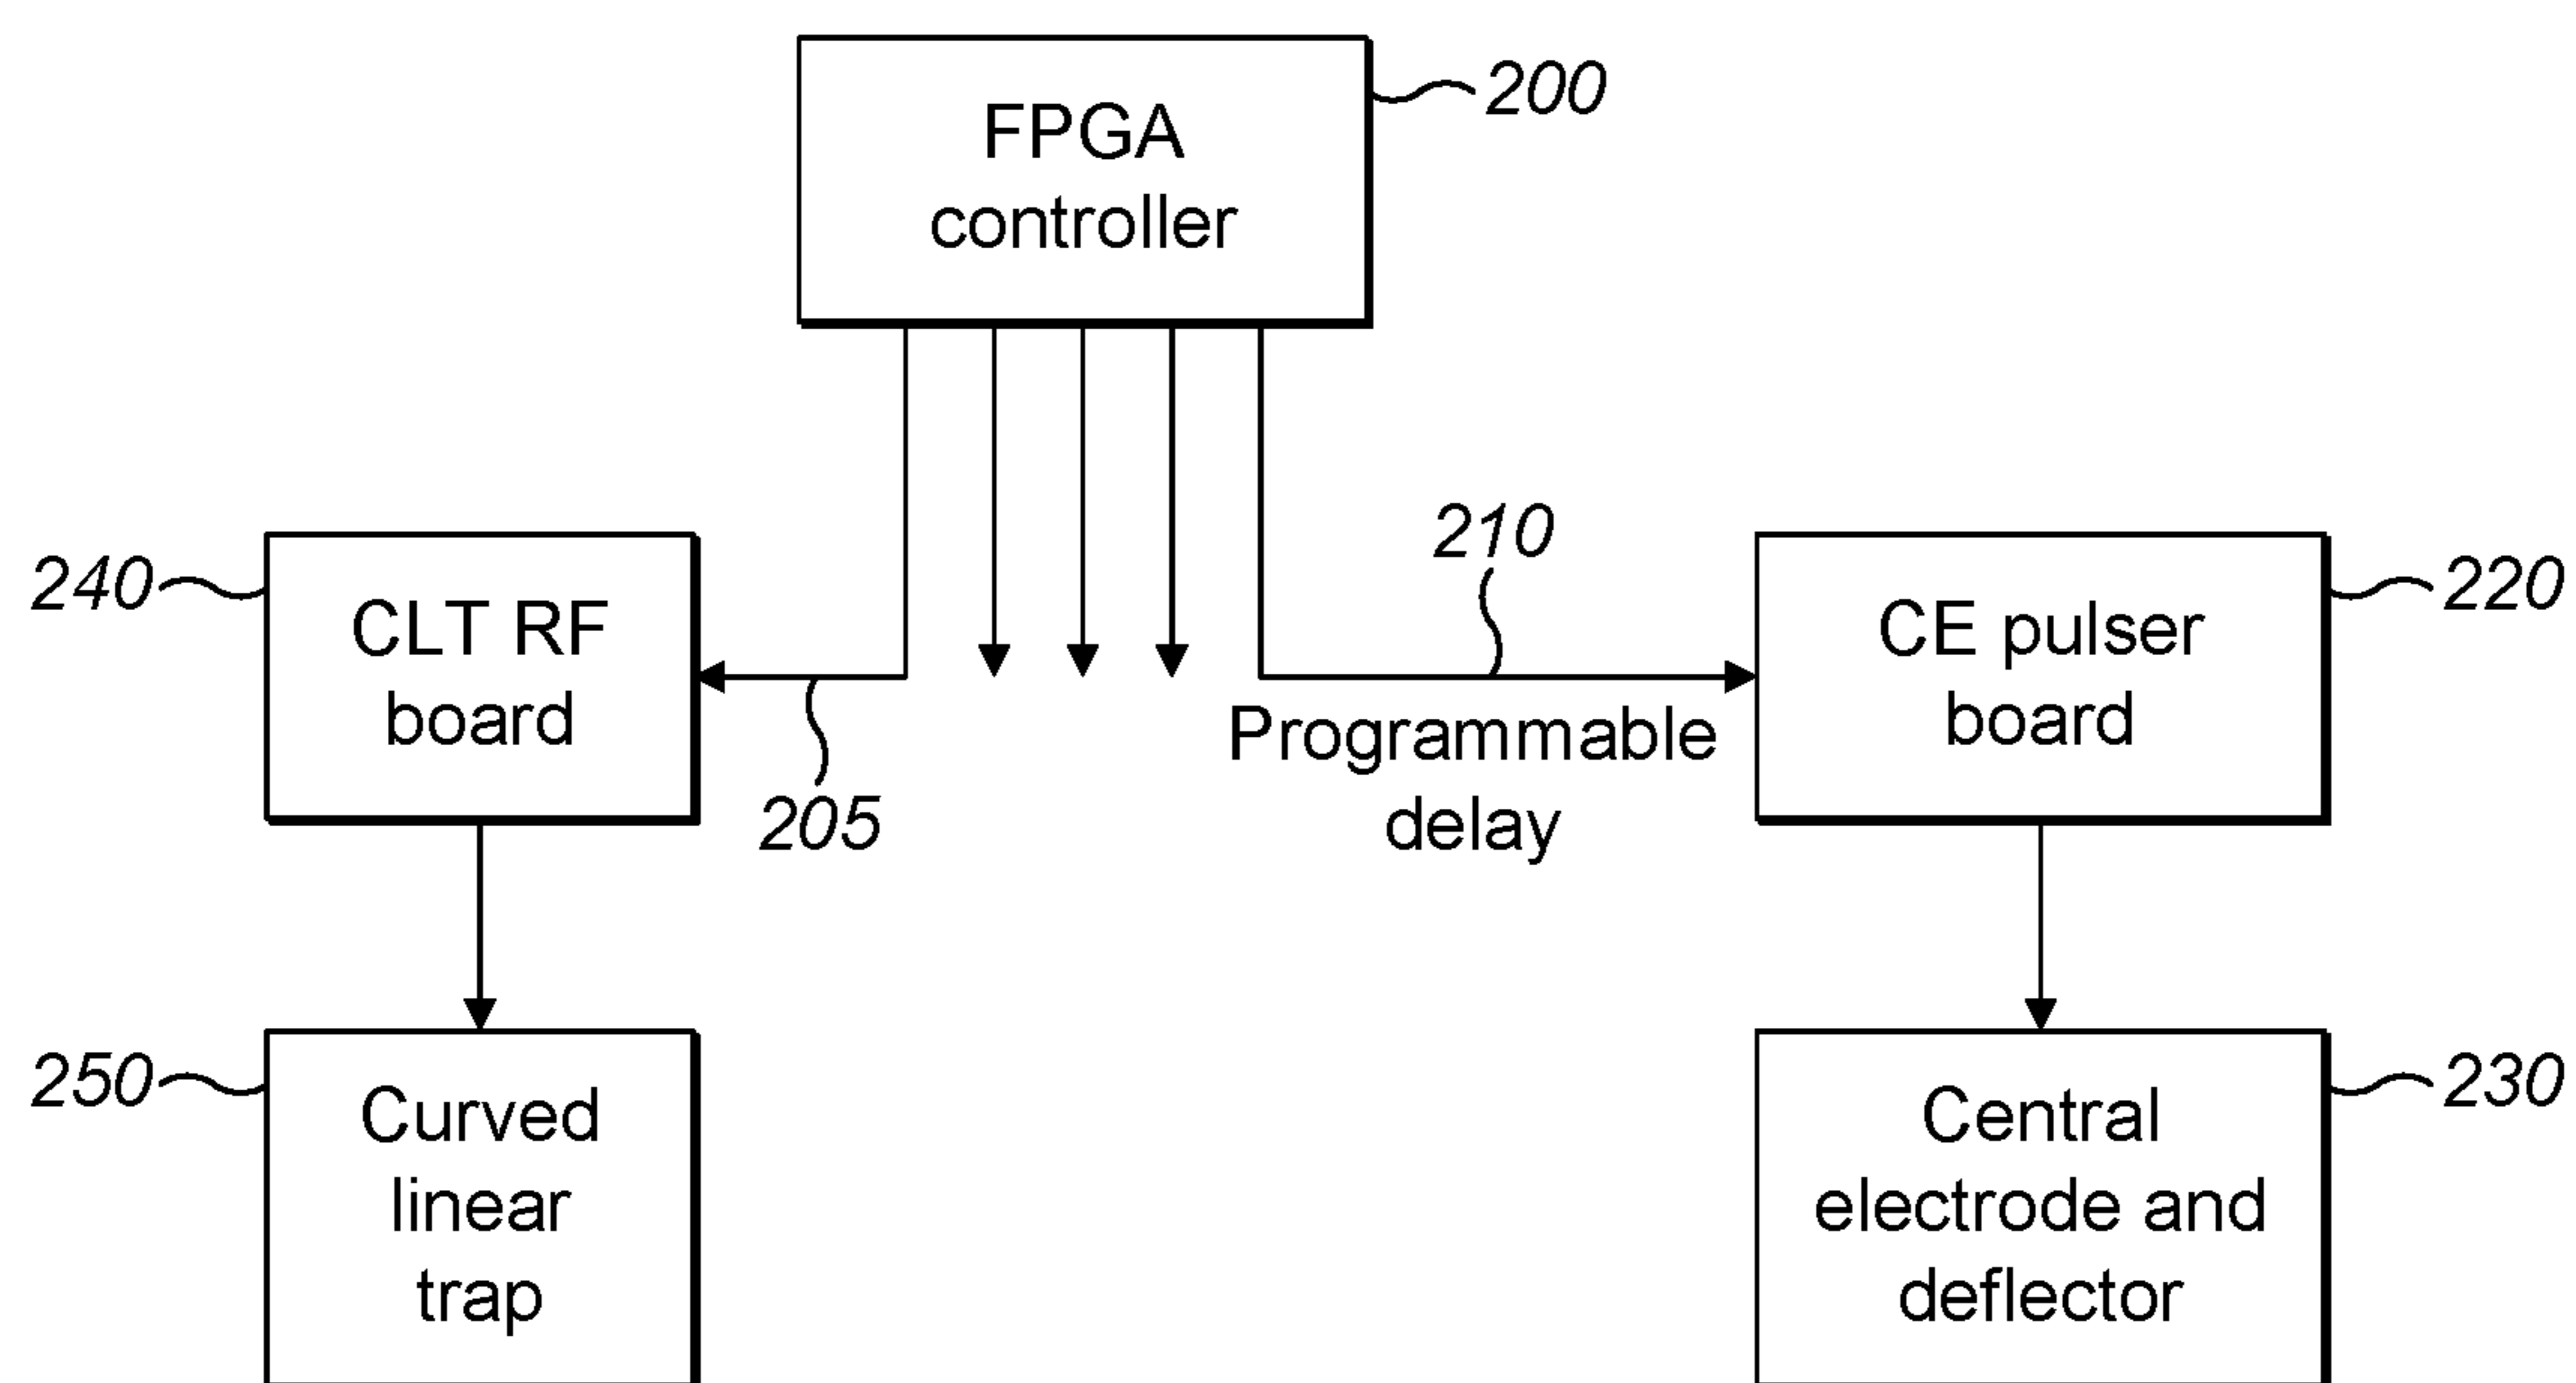 FPGA
controller
200
240
CLT RF
board
205
210
Programmable
delay
CE pulser
board
220
250
Curved
linear
trap
Central
electrode and
deflector
230